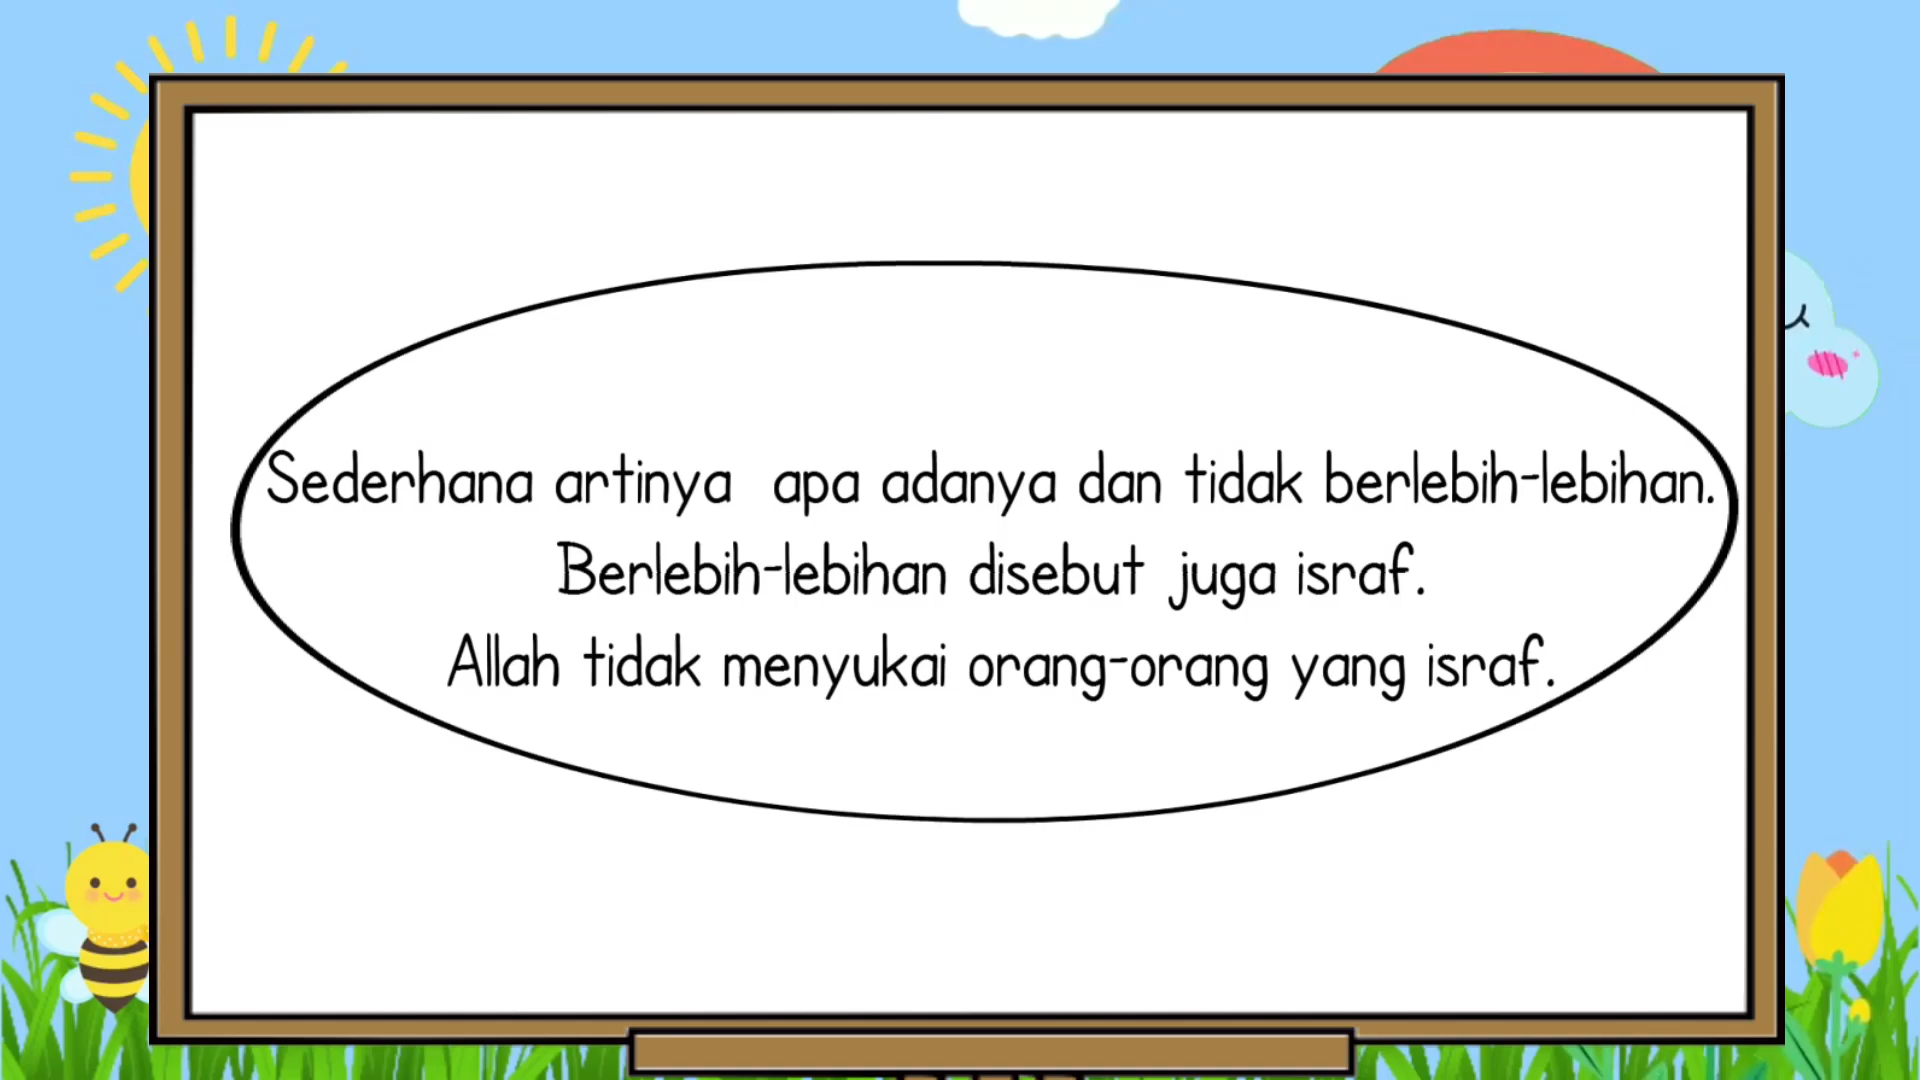 Sederhana artinya  apa adanya dan tidak berlebih-lebihan.
Berlebih-lebihan disebut juga israf.
Allah tidak menyukai orang-orang yang israf.